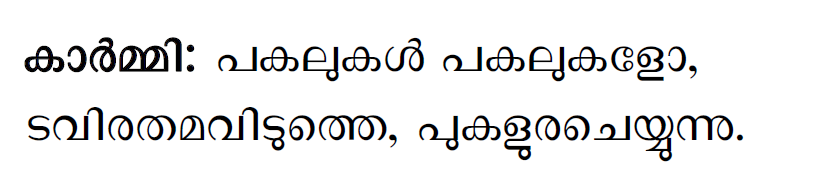 കാർമ്മി: പകലുകൾ പകലുകളോ,
ടവിരതമവിടുത്തെ, പുകളുരചെയ്യുന്നു.